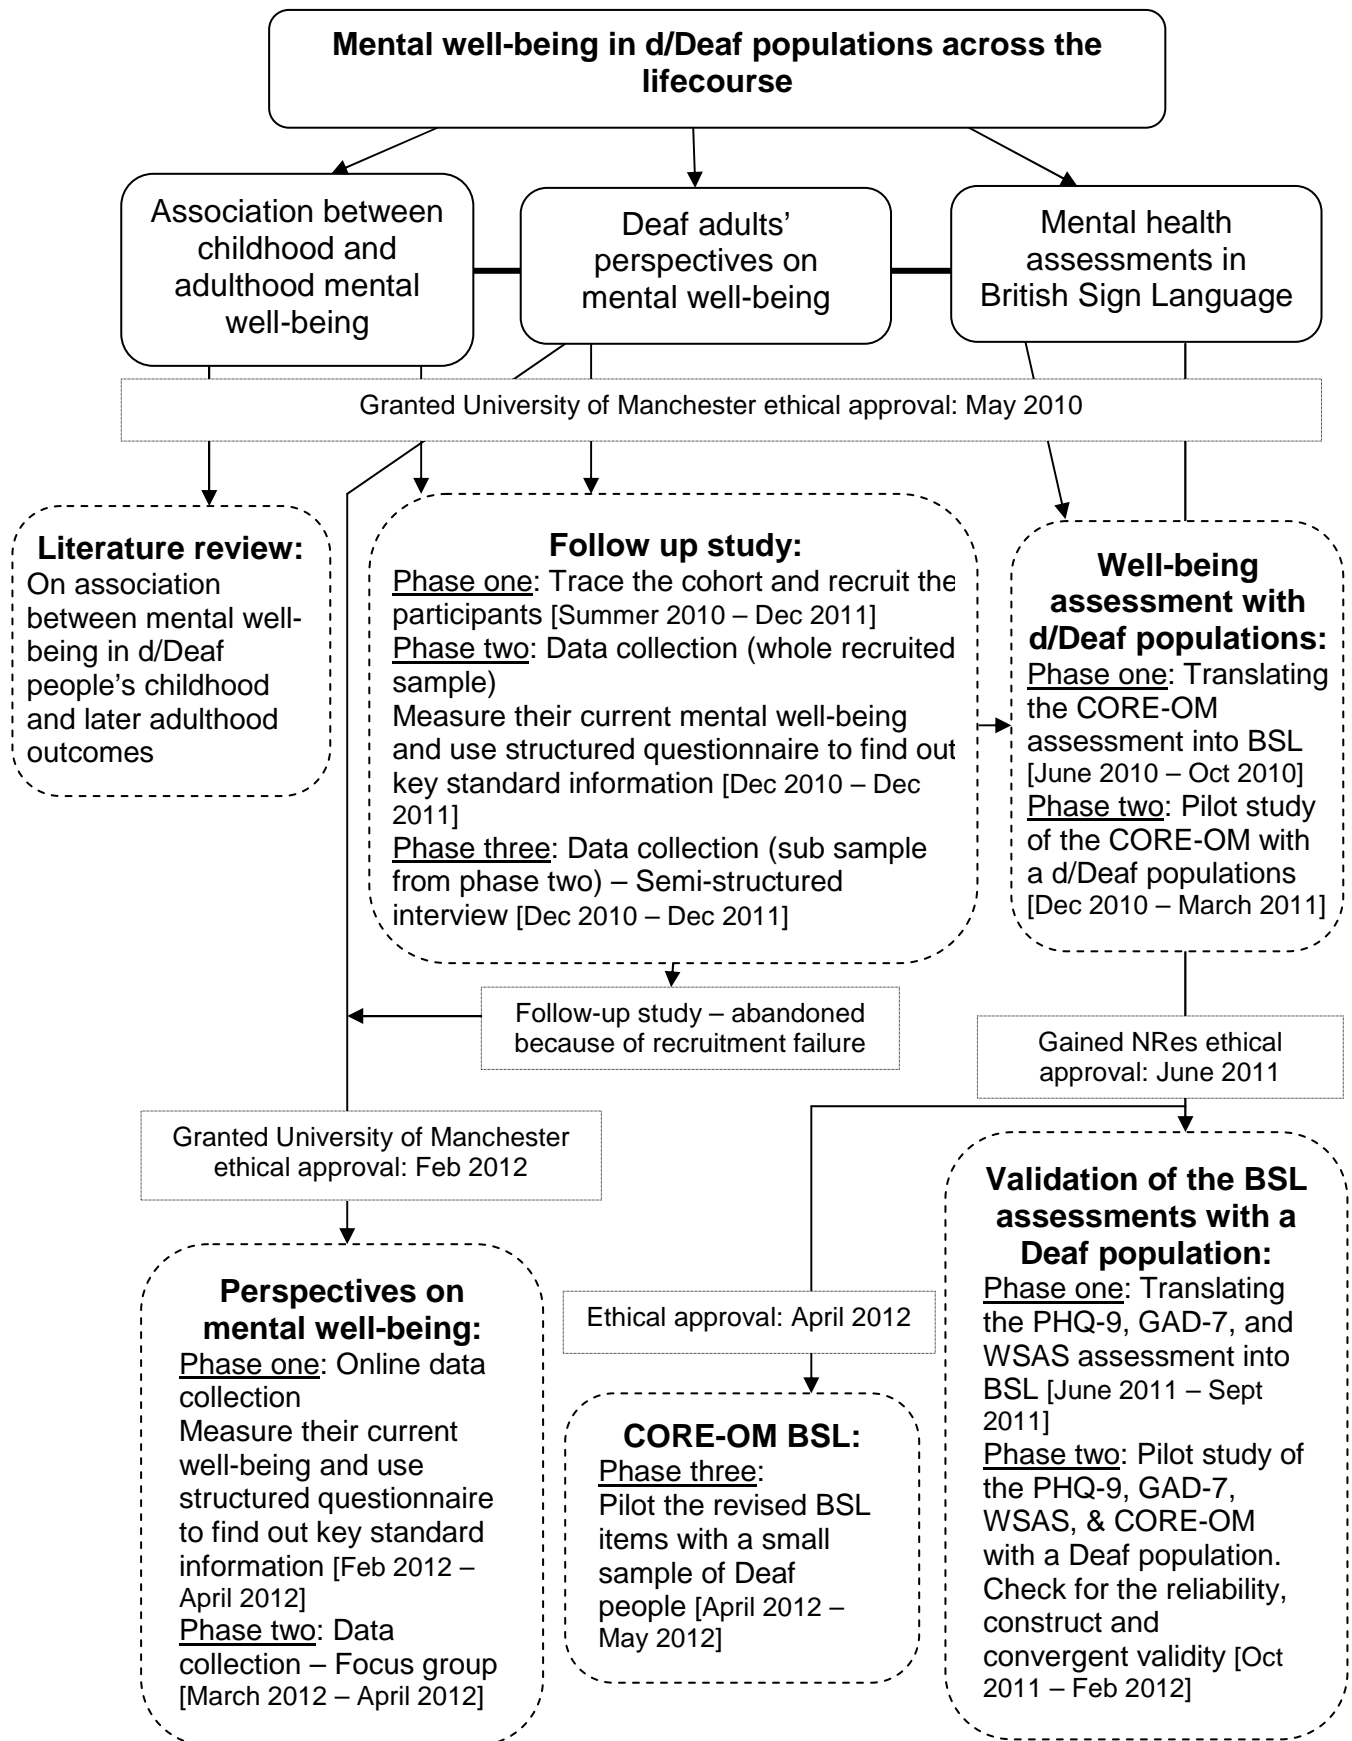 Mental well-being in d/Deaf populations across the
lifecourse
Association between
childhood and
adulthood mental
well-being
Deaf adults’
perspectives on
mental well-being
Mental health
assessments in
British Sign Language
Granted University of Manchester ethical approval: May 2010
Literature review:
On association
between mental well-
being in d/Deaf
people’s childhood
and later adulthood
outcomes
Follow up study:
Phase one: Trace the cohort and recruit the
participants [Summer 2010 – Dec 2011]
Phase two: Data collection (whole recruited
sample)
Measure their current mental well-being
and use structured questionnaire to find out
key standard information [Dec 2010 – Dec
2011]
Phase three: Data collection (sub sample
from phase two) – Semi-structured
interview [Dec 2010 – Dec 2011]
Well-being
assessment with
d/Deaf populations:
Phase one: Translating
the CORE-OM
assessment into BSL
[June 2010 – Oct 2010]
Phase two: Pilot study
of the CORE-OM with
a d/Deaf populations
[Dec 2010 – March 2011]
Follow-up study – abandoned
because of recruitment failure
Gained NRes ethical
approval: June 2011
Granted University of Manchester
ethical approval: Feb 2012
Ethical approval: April 2012
Perspectives on
mental well-being:
Phase one: Online data
collection
Measure their current
well-being and use
structured questionnaire
to find out key standard
information [Feb 2012 –
April 2012]
Phase two: Data
collection – Focus group
[March 2012 – April 2012]
CORE-OM BSL:
Phase three:
Pilot the revised BSL
items with a small
sample of Deaf
people [April 2012 –
May 2012]
Validation of the BSL
assessments with a
Deaf population:
Phase one: Translating
the PHQ-9, GAD-7, and
WSAS assessment into
BSL [June 2011 – Sept
2011]
Phase two: Pilot study of
the PHQ-9, GAD-7,
WSAS, & CORE-OM
with a Deaf population.
Check for the reliability,
construct and
convergent validity [Oct
2011 – Feb 2012]